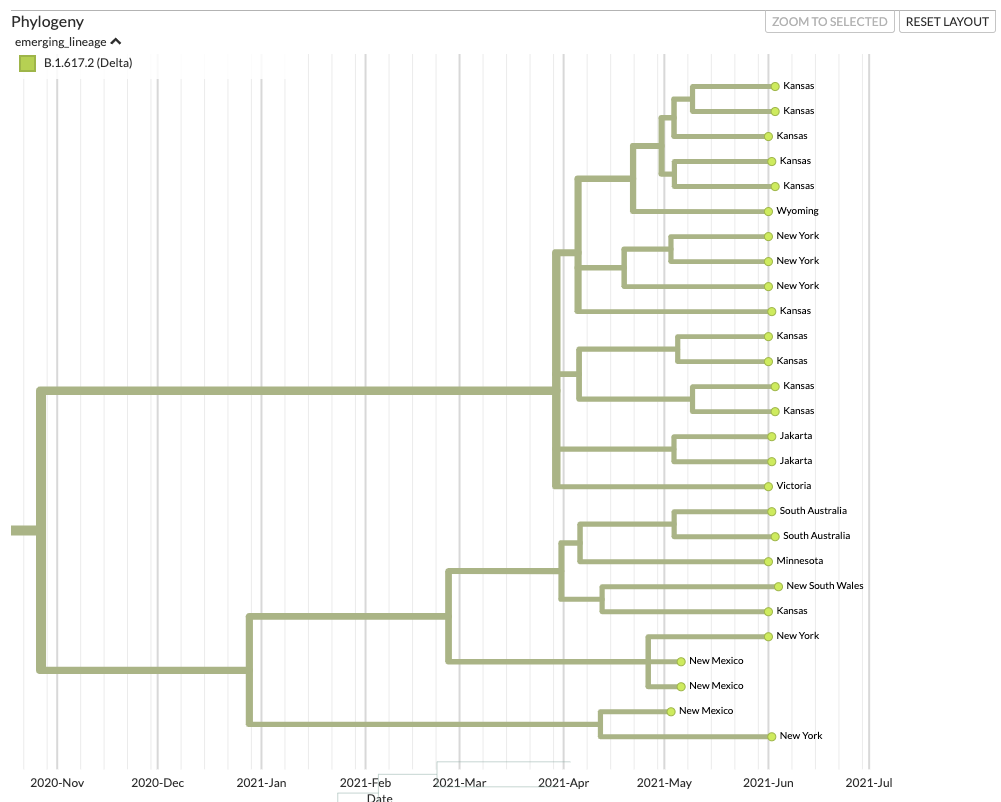 Phylogeny
ZOOM TO SELECTED
RESET LAYOUT
emerging_lineage
B.1.617.2 (Delta)
Kansas
Kansas
Kansas
Kansas
Kansas
Wyoming
New York
New York
New York
Kansas
Kansas
Kansas
Kansas
Kansas
Jakarta
Jakarta
Victoria
South Australia
South Australia
Minnesota
New South Wales
Kansas
New York
New Mexico
New Mexico
New Mexico
New York
2020-Nov 2020-Dec 2021-Jan 2021-Feb 2021-Mar 2021-Apr 2021-May 2021-Jun 2021-Jul
Date